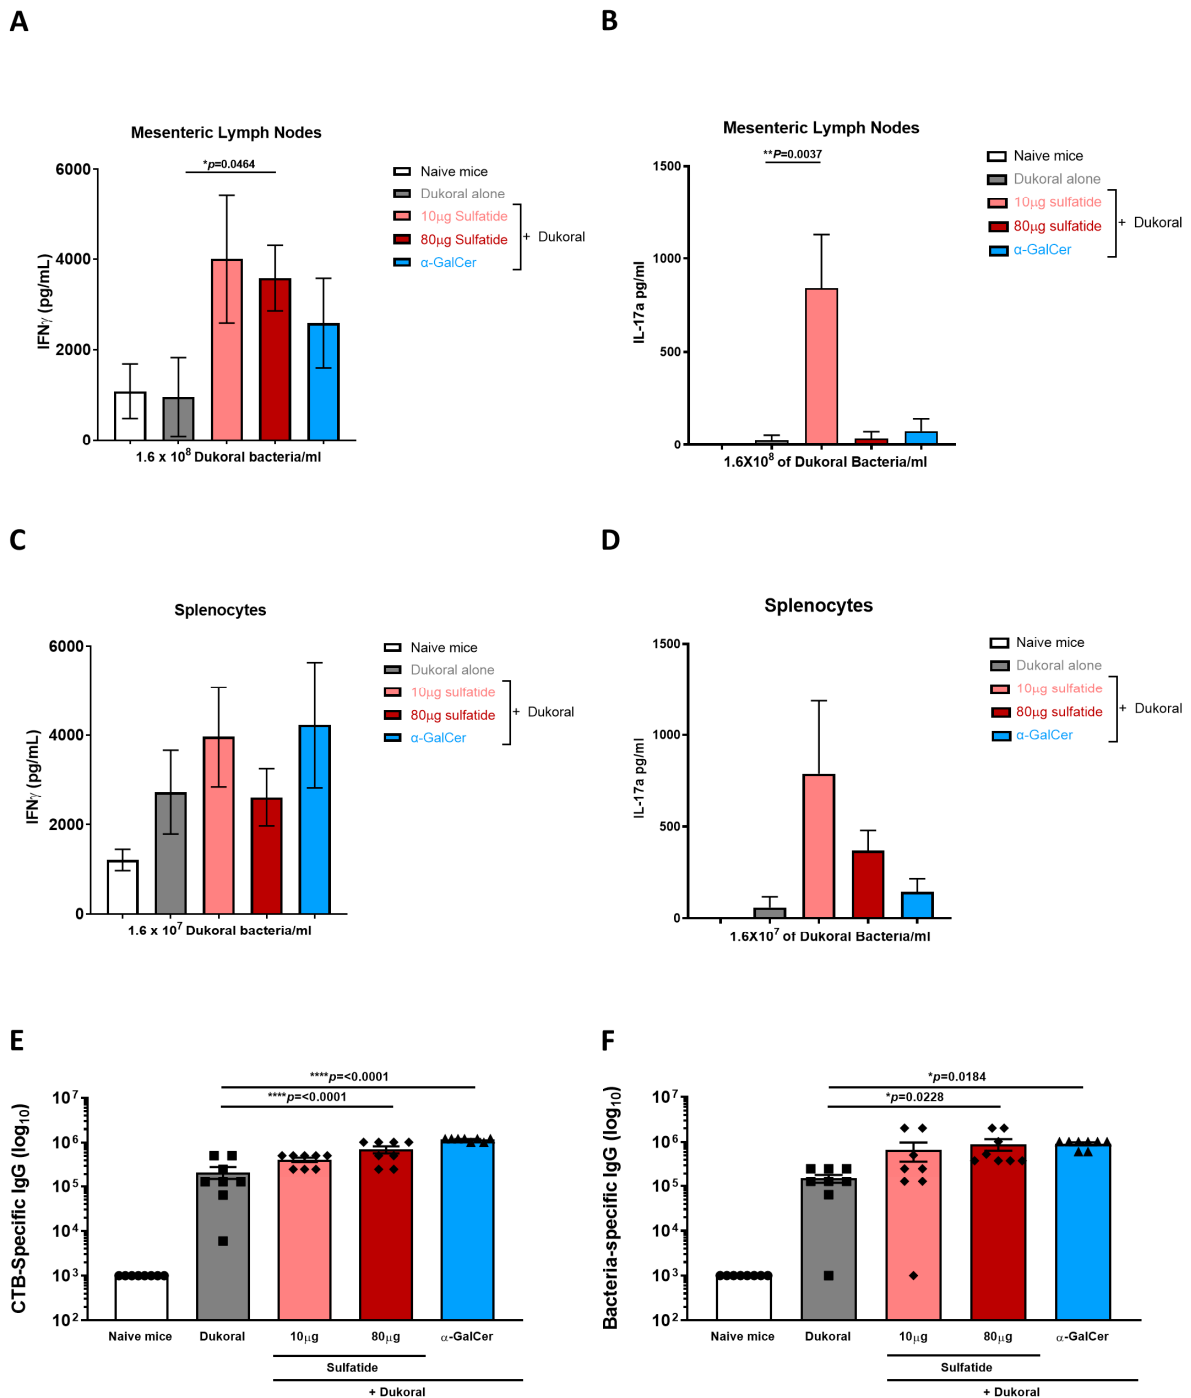 A
Mesenteric Lymph Nodes
*p=0.0464
IFNγ (pg/mL)
6000
4000
2000
0
1.6 x 10⁸ Dukoral bacteria/ml
Naive mice
Dukoral alone
10µg Sulfatide
80µg Sulfatide
α-GalCer
+ Dukoral
B
Mesenteric Lymph Nodes
**P=0.0037
IL-17a pg/ml
1500
1000
500
0
1.6X10⁸ of Dukoral Bacteria/ml
Naive mice
Dukoral alone
10µg sulfatide
80µg sulfatide
α-GalCer
+ Dukoral
C
Splenocytes
IFNγ (pg/mL)
6000
4000
2000
0
1.6 x 10⁷ Dukoral bacteria/ml
Naive mice
Dukoral alone
10µg sulfatide
80µg sulfatide
α-GalCer
+ Dukoral
D
Splenocytes
IL-17a pg/ml
1500
1000
500
0
1.6X10⁷ of Dukoral Bacteria/ml
Naive mice
Dukoral alone
10µg sulfatide
80µg sulfatide
α-GalCer
+ Dukoral
E
****p=<0.0001
****p=<0.0001
CTB-Specific IgG (log₁₀)
10⁷
10⁶
10⁵
10⁴
10³
10²
Naive mice
Dukoral
10µg
80µg
α-GalCer
Sulfatide
+ Dukoral
F
*p=0.0184
*p=0.0228
Bacteria-specific IgG (log₁₀)
10⁷
10⁶
10⁵
10⁴
10³
10²
Naive mice
Dukoral
10µg
80µg
α-GalCer
Sulfatide
+ Dukoral